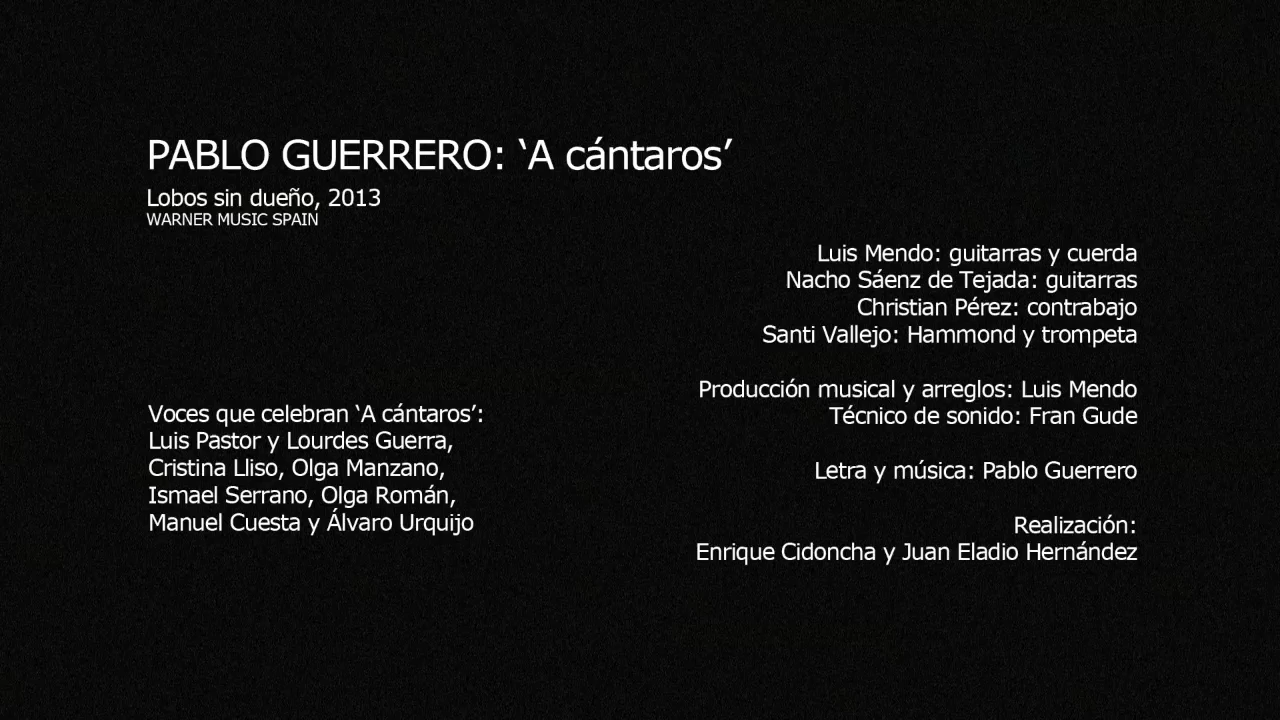 PABLO GUERRERO: ‘A cántaros’
Lobos sin dueño, 2013
WARNER MUSIC SPAIN
Luis Mendo: guitarras y cuerda
Nacho Sáenz de Tejada: guitarras
Christian Pérez: contrabajo
Santi Vallejo: Hammond y trompeta
Producción musical y arreglos: Luis Mendo
Técnico de sonido: Fran Gude
Letra y música: Pablo Guerrero
Realización:
Enrique Cidoncha y Juan Eladio Hernández
Voces que celebran ‘A cántaros’:
Luis Pastor y Lourdes Guerra,
Cristina Lliso, Olga Manzano,
Ismael Serrano, Olga Román,
Manuel Cuesta y Álvaro Urquijo